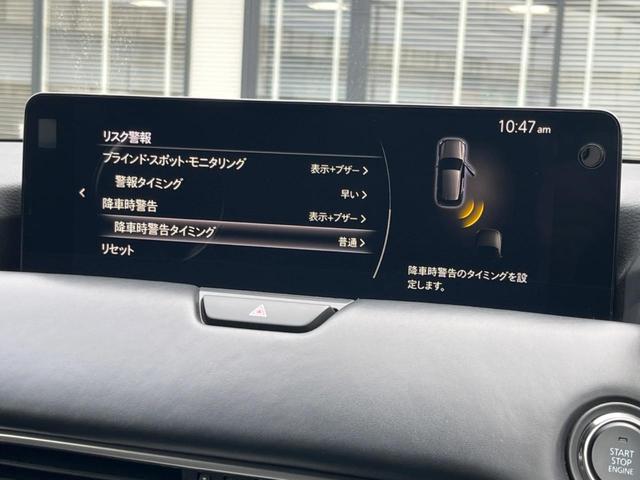 10:47 am
リスク警報
ブラインド・スポット・モニタリング 表示+ブザー
警報タイミング 早い
降車時警告 表示+ブザー
降車時警告タイミング 普通
リセット
降車時警告のタイミングを設
定します。
START
STOP
ENGINE